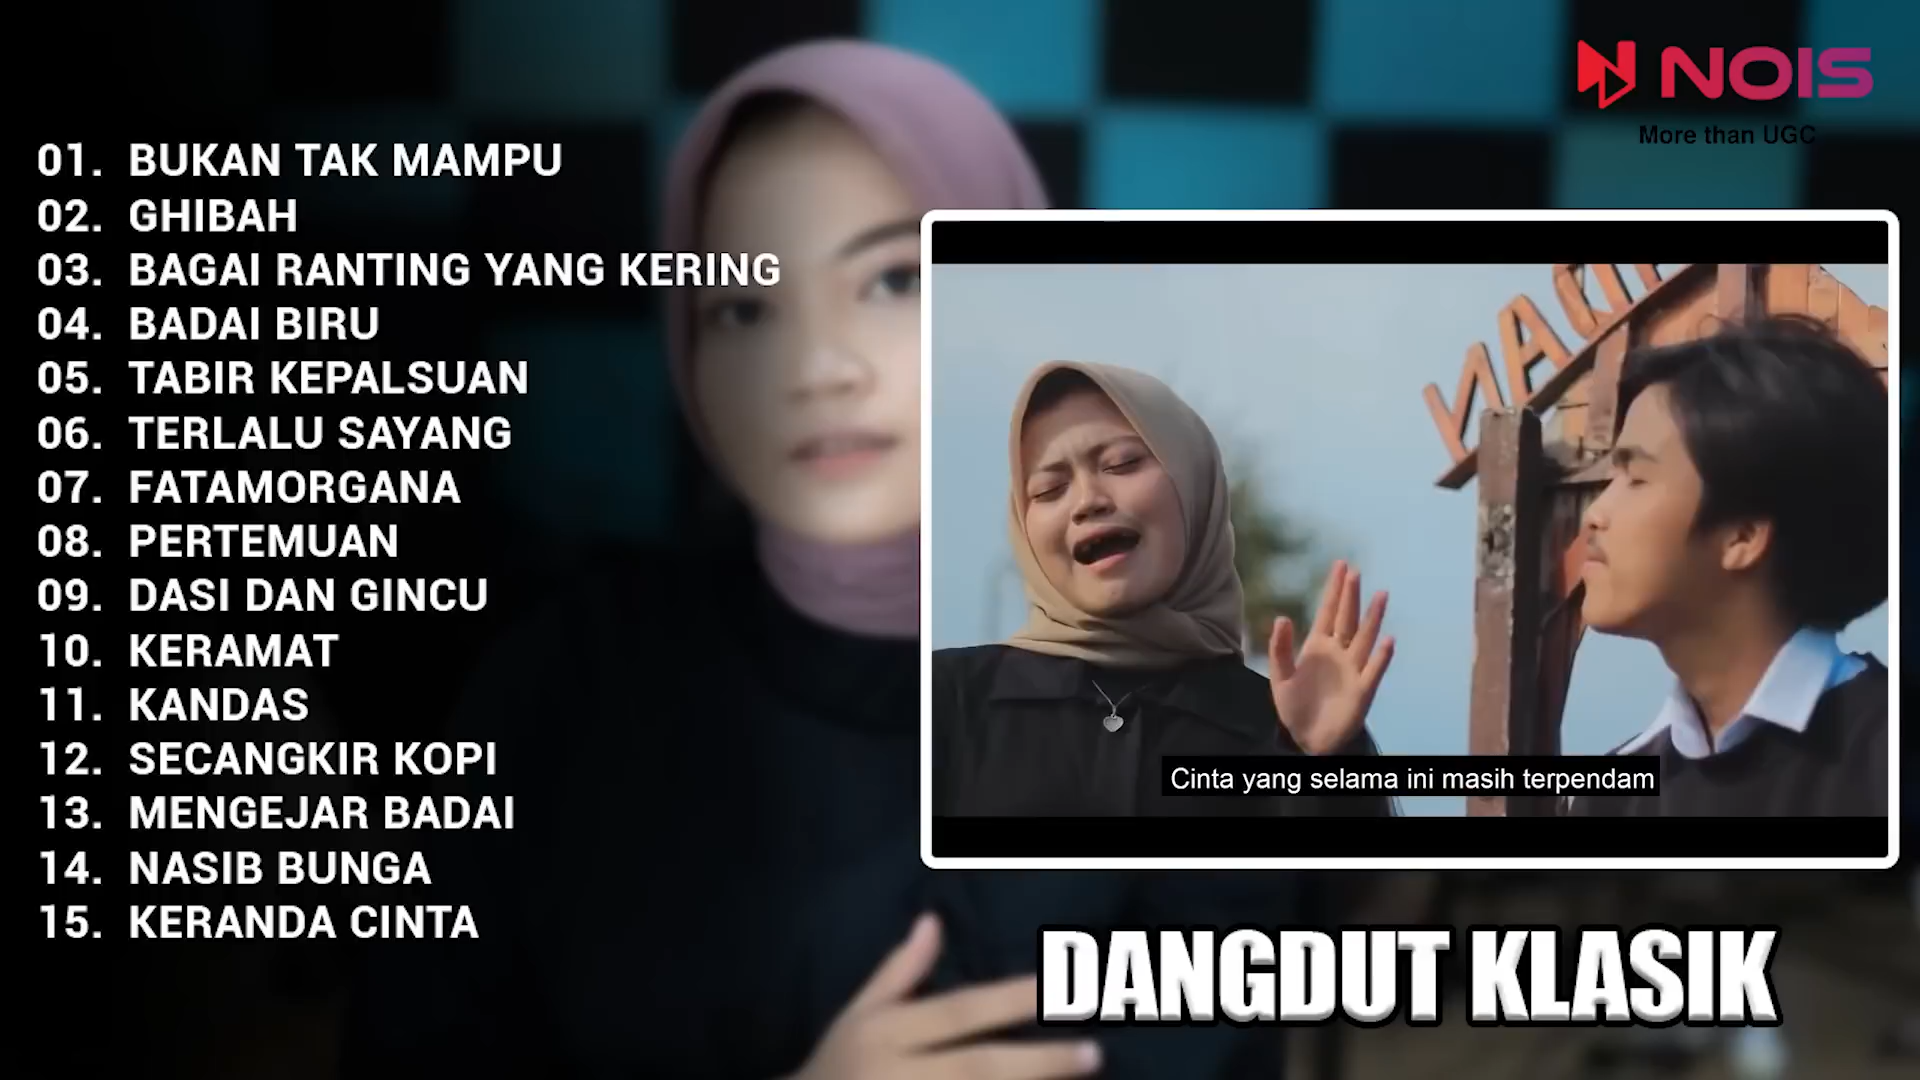 NOIS
More than UGC
01. BUKAN TAK MAMPU
02. GHIBAH
03. BAGAI RANTING YANG KERING
04. BADAI BIRU
05. TABIR KEPALSUAN
06. TERLALU SAYANG
07. FATAMORGANA
08. PERTEMUAN
09. DASI DAN GINCU
10. KERAMAT
11. KANDAS
12. SECANGKIR KOPI
13. MENGEJAR BADAI
14. NASIB BUNGA
15. KERANDA CINTA
Cinta yang selama ini masih terpendam
DANGDUT KLASIK